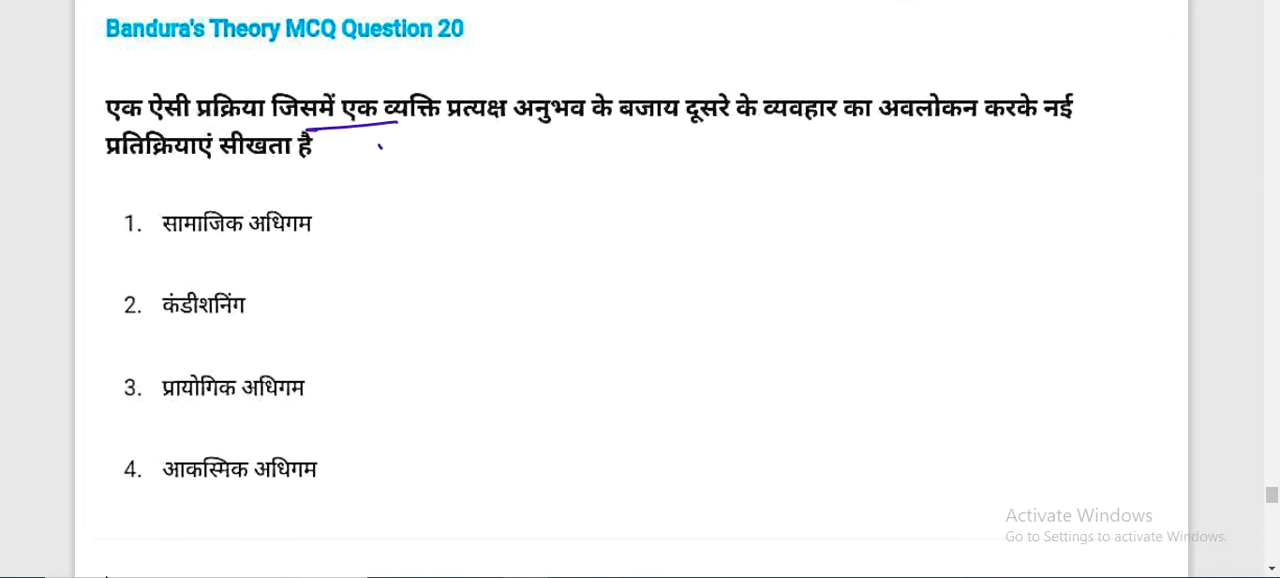 Bandura's Theory MCQ Question 20
एक ऐसी प्रक्रिया जिसमें एक व्यक्ति प्रत्यक्ष अनुभव के बजाय दूसरे के व्यवहार का अवलोकन करके नई
प्रतिक्रियाएं सीखता है
1. सामाजिक अधिगम
2. कंडीशनिंग
3. प्रायोगिक अधिगम
4. आकस्मिक अधिगम
Activate Windows
Go to Settings to activate Windows.